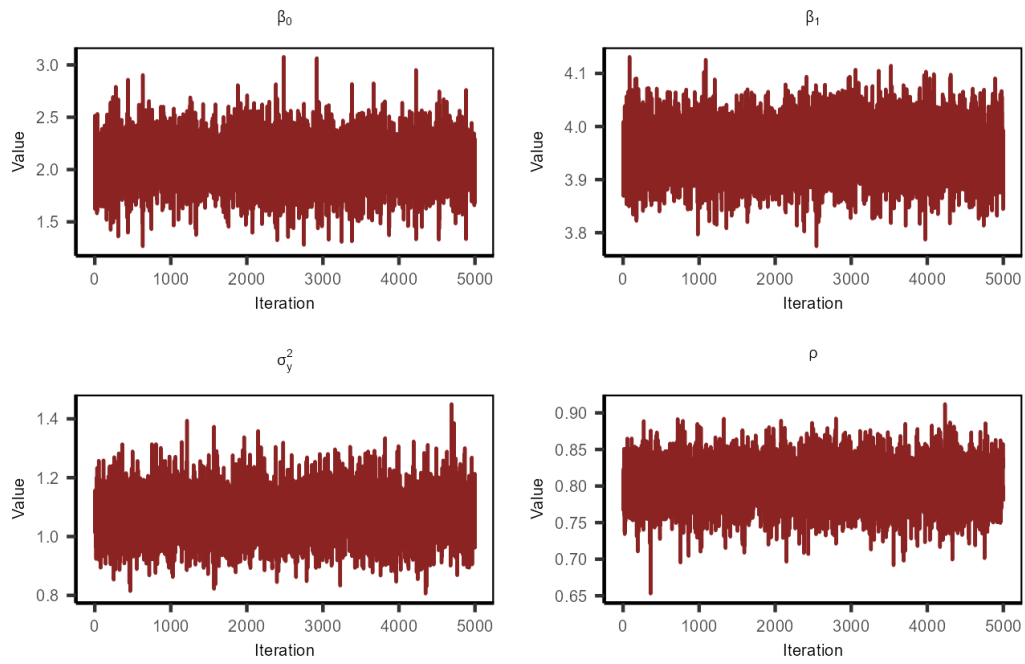 β₀
3.0
2.5
2.0
1.5
Value
0 1000 2000 3000 4000 5000
Iteration
β₁
4.1
4.0
3.9
3.8
Value
0 1000 2000 3000 4000 5000
Iteration
σ²ᵧ
1.4
1.2
1.0
0.8
Value
0 1000 2000 3000 4000 5000
Iteration
ρ
0.90
0.85
0.80
0.75
0.70
0.65
Value
0 1000 2000 3000 4000 5000
Iteration